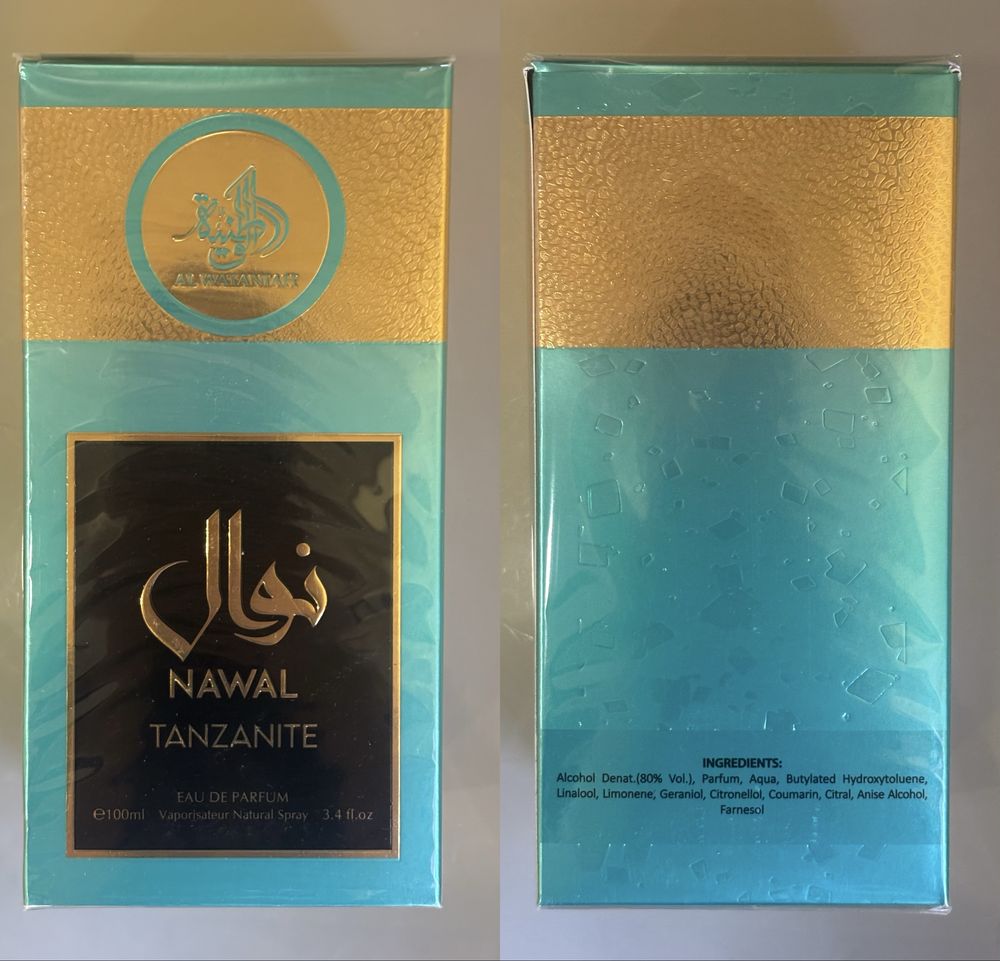 الوطنية
AL WATANIAH
نوال
NAWAL
TANZANITE
EAU DE PARFUM
℮100ml Vaporisateur Natural Spray 3.4 fl.oz
INGREDIENTS:
Alcohol Denat.(80% Vol.), Parfum, Aqua, Butylated Hydroxytoluene,
Linalool, Limonene, Geraniol, Citronellol, Coumarin, Citral, Anise Alcohol,
Farnesol